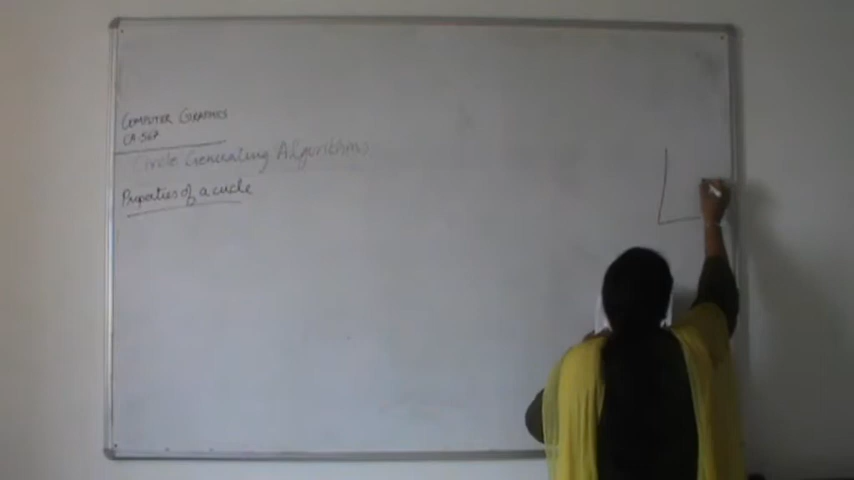 COMPUTER GRAPHICS
CA-567
Circle Generating Algorithms
Properties of a circle